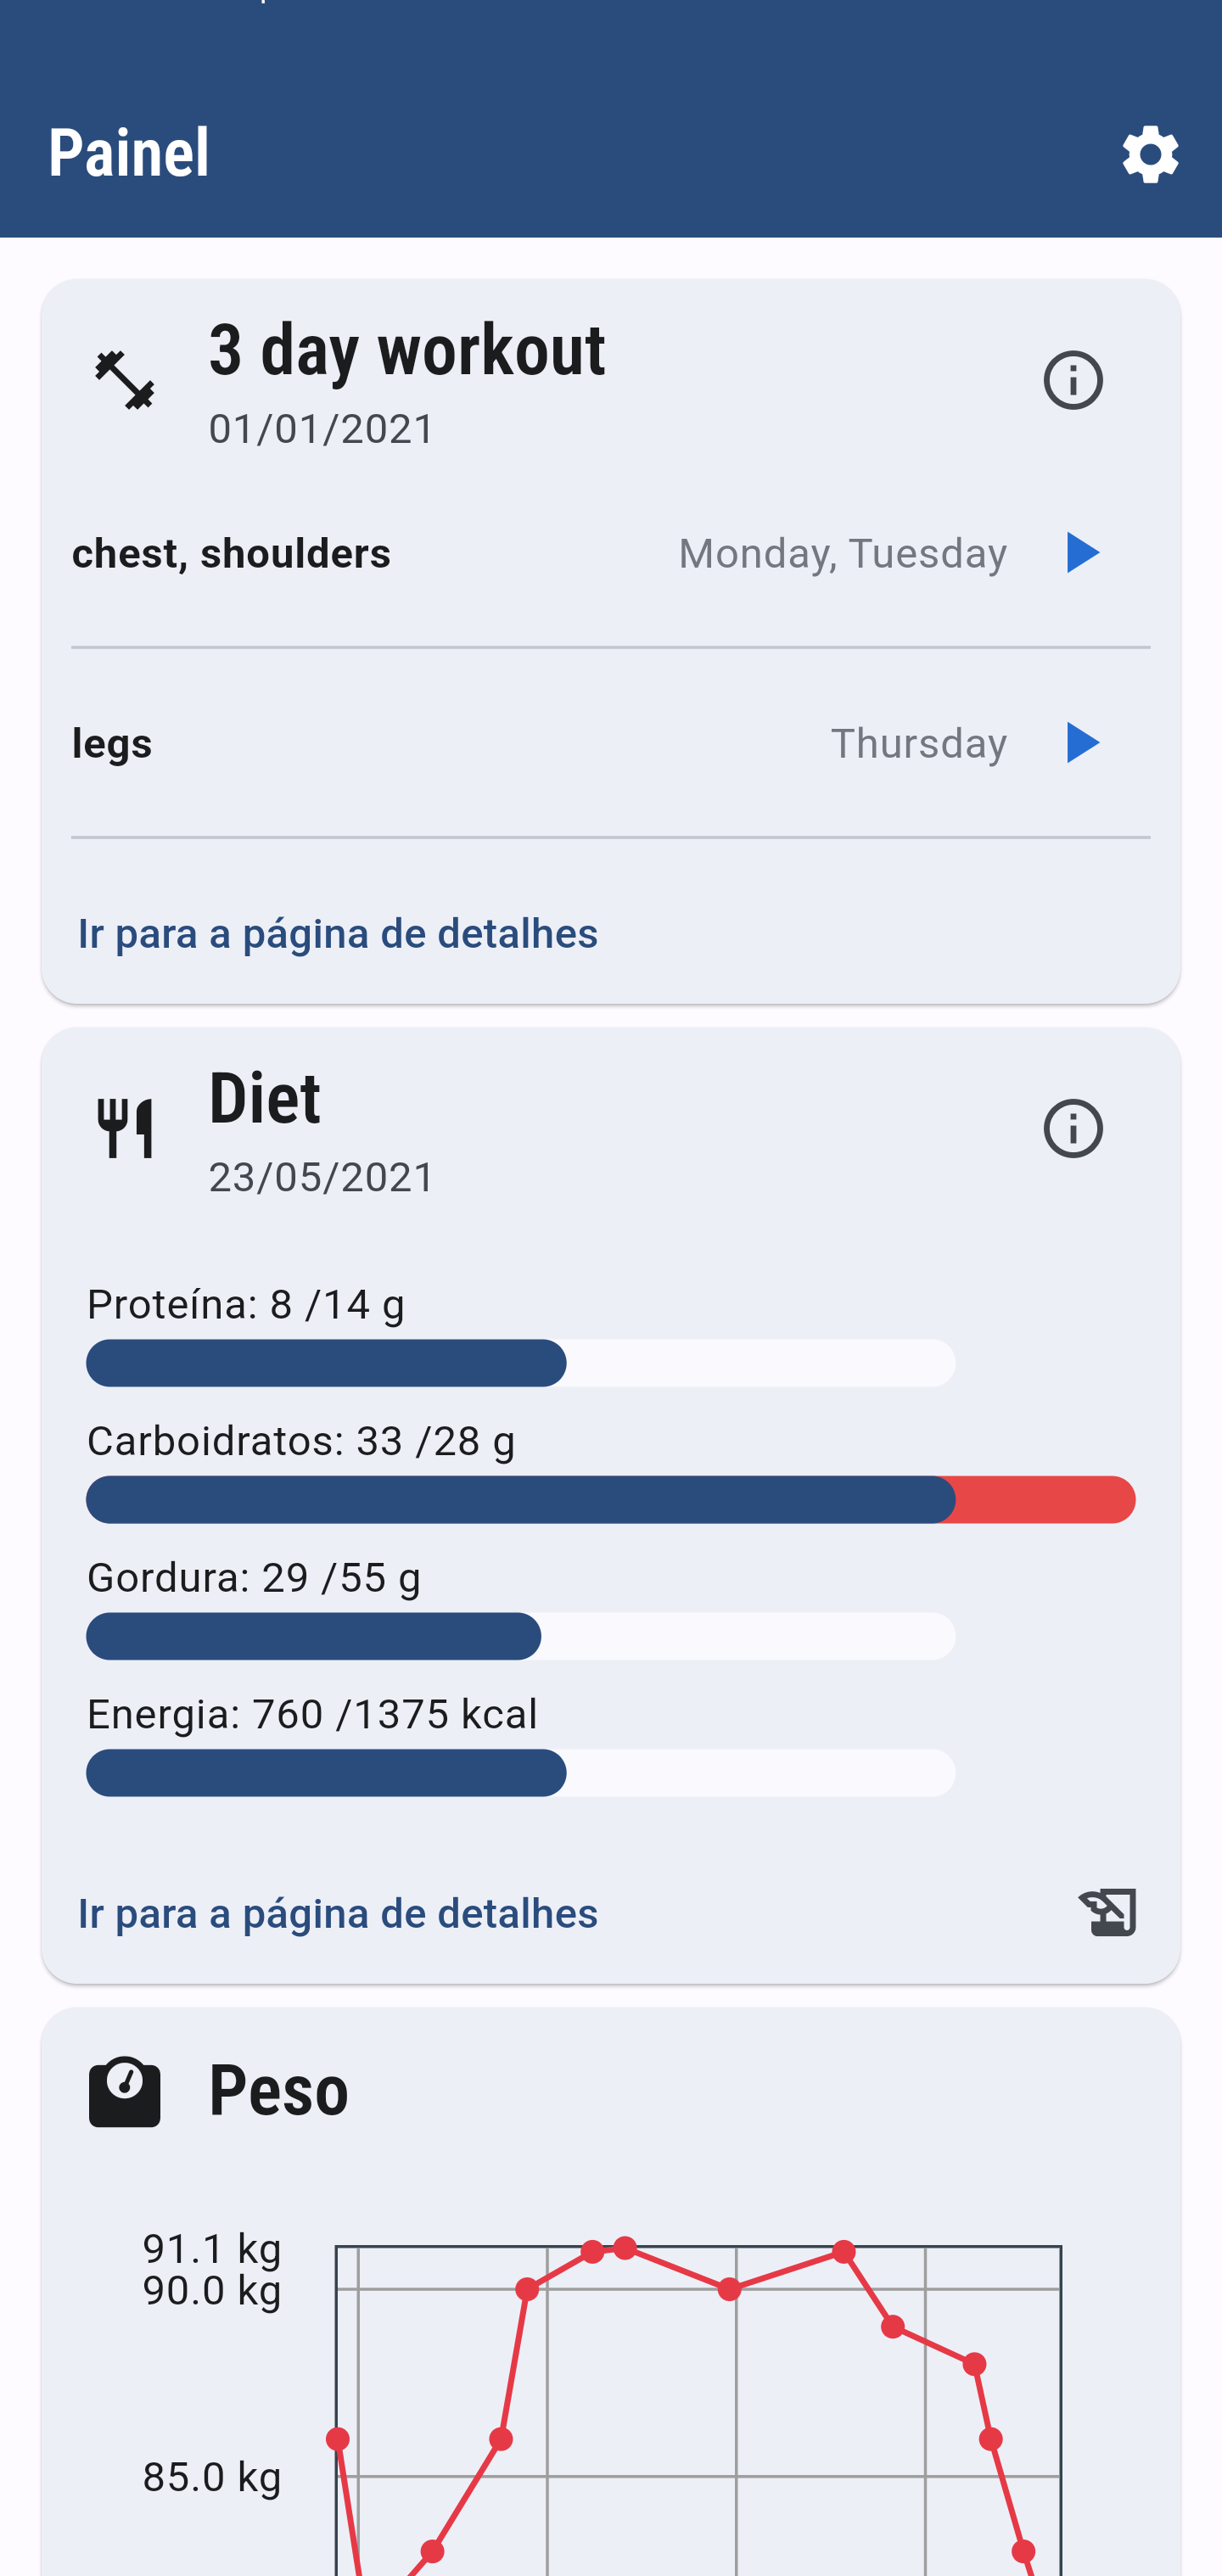 Painel
3 day workout
01/01/2021
chest, shoulders Monday, Tuesday
legs Thursday
Ir para a página de detalhes
Diet
23/05/2021
Proteína: 8 /14 g
Carboidratos: 33 /28 g
Gordura: 29 /55 g
Energia: 760 /1375 kcal
Ir para a página de detalhes
Peso
91.1 kg
90.0 kg
85.0 kg